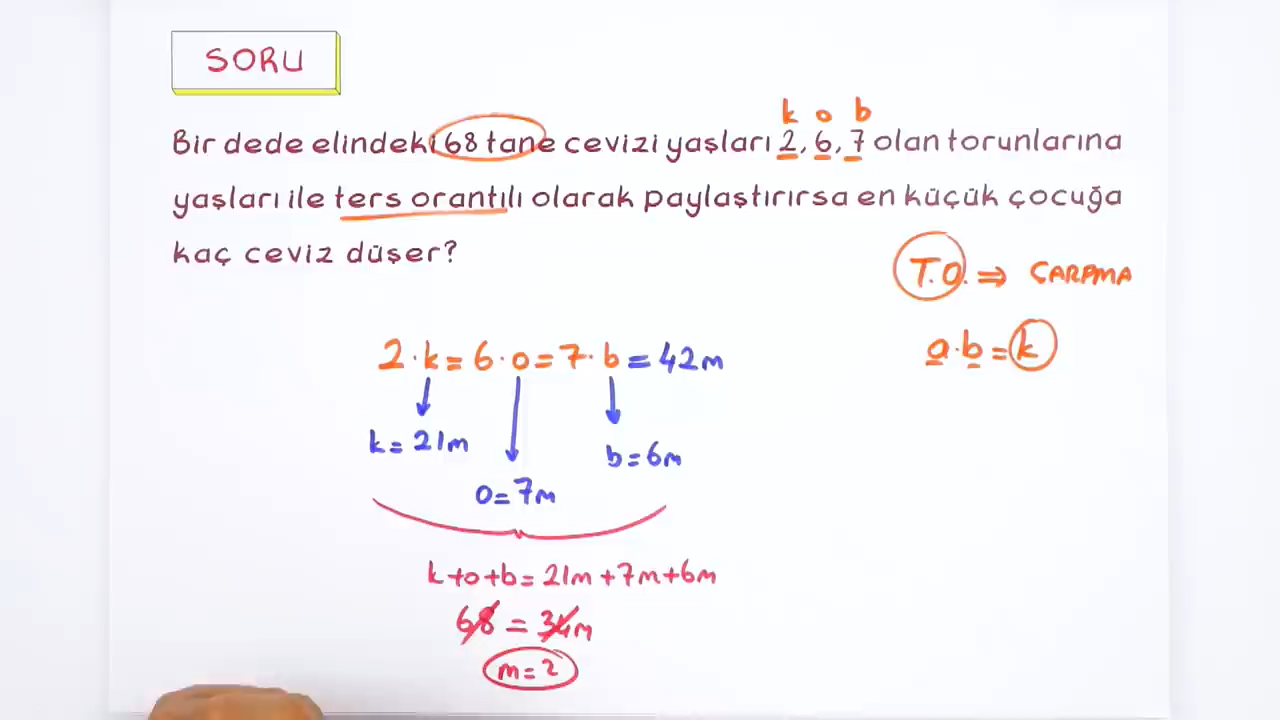 SORU
k o b
Bir dede elindeki 68 tane cevizi yaşları 2, 6, 7 olan torunlarına
yaşları ile ters orantılı olarak paylaştırırsa en küçük çocuğa
kaç ceviz düşer?
T.O. ⇒ ÇARPMA
a·b=k
2·k=6·o=7·b=42m
k=21m
b=6m
o=7m
k+o+b=21m+7m+6m
68=34m
m=2